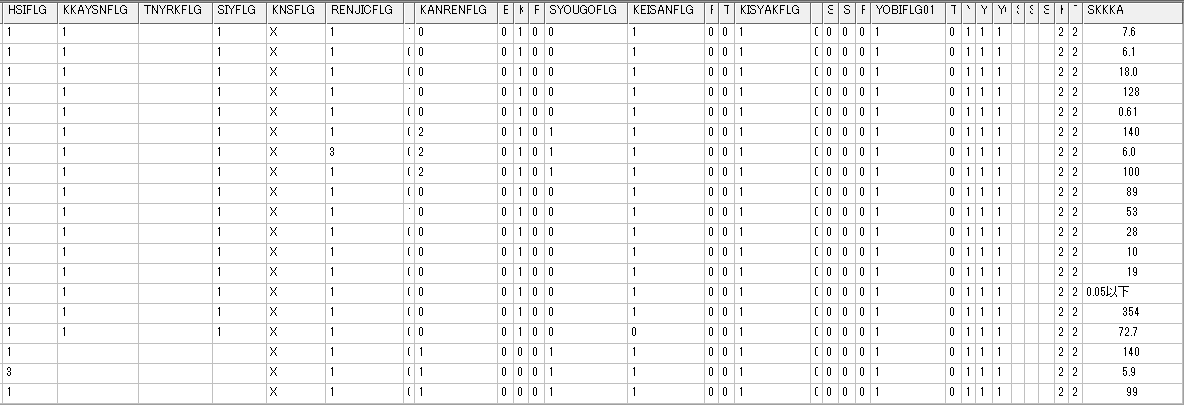 HSIFLG KKAYSNFLG TNYRKFLG SIYFLG KNSFLG RENJICFLG KANRENFLG SYOUGOFLG KEISANFLG T KISYAKFLG S S YOBIFLG01 T Y Y SKKKA
1 1 1 X 1 0 0 1 0 0 1 0 0 1 0 0 0 1 0 1 1 1 2 2 7.6
1 1 1 X 1 0 0 1 0 0 1 0 0 1 0 0 0 1 0 1 1 1 2 2 6.1
1 1 1 X 1 0 0 1 0 0 1 0 0 1 0 0 0 1 0 1 1 1 2 2 18.0
1 1 1 X 1 0 0 1 0 0 1 0 0 1 0 0 0 1 0 1 1 1 2 2 128
1 1 1 X 1 0 0 1 0 0 1 0 0 1 0 0 0 1 0 1 1 1 2 2 0.61
1 1 1 X 1 2 0 1 0 1 1 0 0 1 0 0 0 1 0 1 1 1 2 2 140
1 1 1 X 3 2 0 1 0 1 1 0 0 1 0 0 0 1 0 1 1 1 2 2 6.0
1 1 1 X 1 2 0 1 0 1 1 0 0 1 0 0 0 1 0 1 1 1 2 2 100
1 1 1 X 1 0 0 1 0 0 1 0 0 1 0 0 0 1 0 1 1 1 2 2 89
1 1 1 X 1 0 0 1 0 0 1 0 0 1 0 0 0 1 0 1 1 1 2 2 53
1 1 1 X 1 0 0 1 0 0 1 0 0 1 0 0 0 1 0 1 1 1 2 2 28
1 1 1 X 1 0 0 1 0 0 1 0 0 1 0 0 0 1 0 1 1 1 2 2 10
1 1 1 X 1 0 0 1 0 0 1 0 0 1 0 0 0 1 0 1 1 1 2 2 19
1 1 1 X 1 0 0 1 0 0 1 0 0 1 0 0 0 1 0 1 1 1 2 2 0.05以下
1 1 1 X 1 0 0 1 0 0 1 0 0 1 0 0 0 1 0 1 1 1 2 2 354
1 1 1 X 1 0 0 1 0 0 0 0 0 1 0 0 0 1 0 1 1 1 2 2 72.7
1 X 1 1 0 0 0 1 1 0 0 1 0 0 0 1 0 1 1 1 2 2 140
3 X 1 1 0 0 0 1 1 0 0 1 0 0 0 1 0 1 1 1 2 2 5.9
1 X 1 1 0 0 0 1 1 0 0 1 0 0 0 1 0 1 1 1 2 2 99